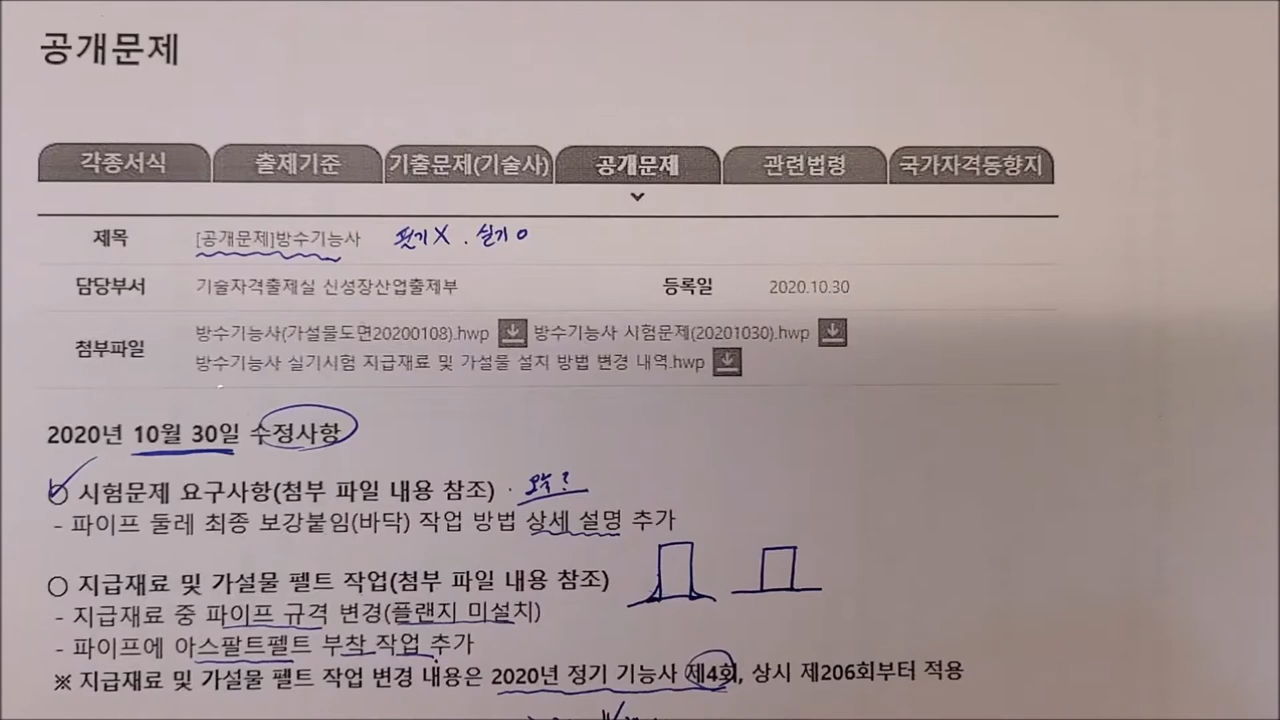 공개문제
각종서식 출제기준 기출문제(기술사) 공개문제 관련법령 국가자격동향지
제목 [공개문제]방수기능사 필기X . 실기O
담당부서 기술자격출제실 신성장산업출제부 등록일 2020.10.30
첨부파일 방수기능사(가설물도면20200108).hwp 방수기능사 시험문제(20201030).hwp
방수기능사 실기시험 지급재료 및 가설물 설치 방법 변경 내역.hwp
2020년 10월 30일 수정사항
○ 시험문제 요구사항(첨부 파일 내용 참조)
- 파이프 둘레 최종 보강붙임(바닥) 작업 방법 상세 설명 추가
○ 지급재료 및 가설물 펠트 작업(첨부 파일 내용 참조)
- 지급재료 중 파이프 규격 변경(플랜지 미설치)
- 파이프에 아스팔트펠트 부착 작업 추가
※ 지급재료 및 가설물 펠트 작업 변경 내용은 2020년 정기 기능사 제4회, 상시 제206회부터 적용